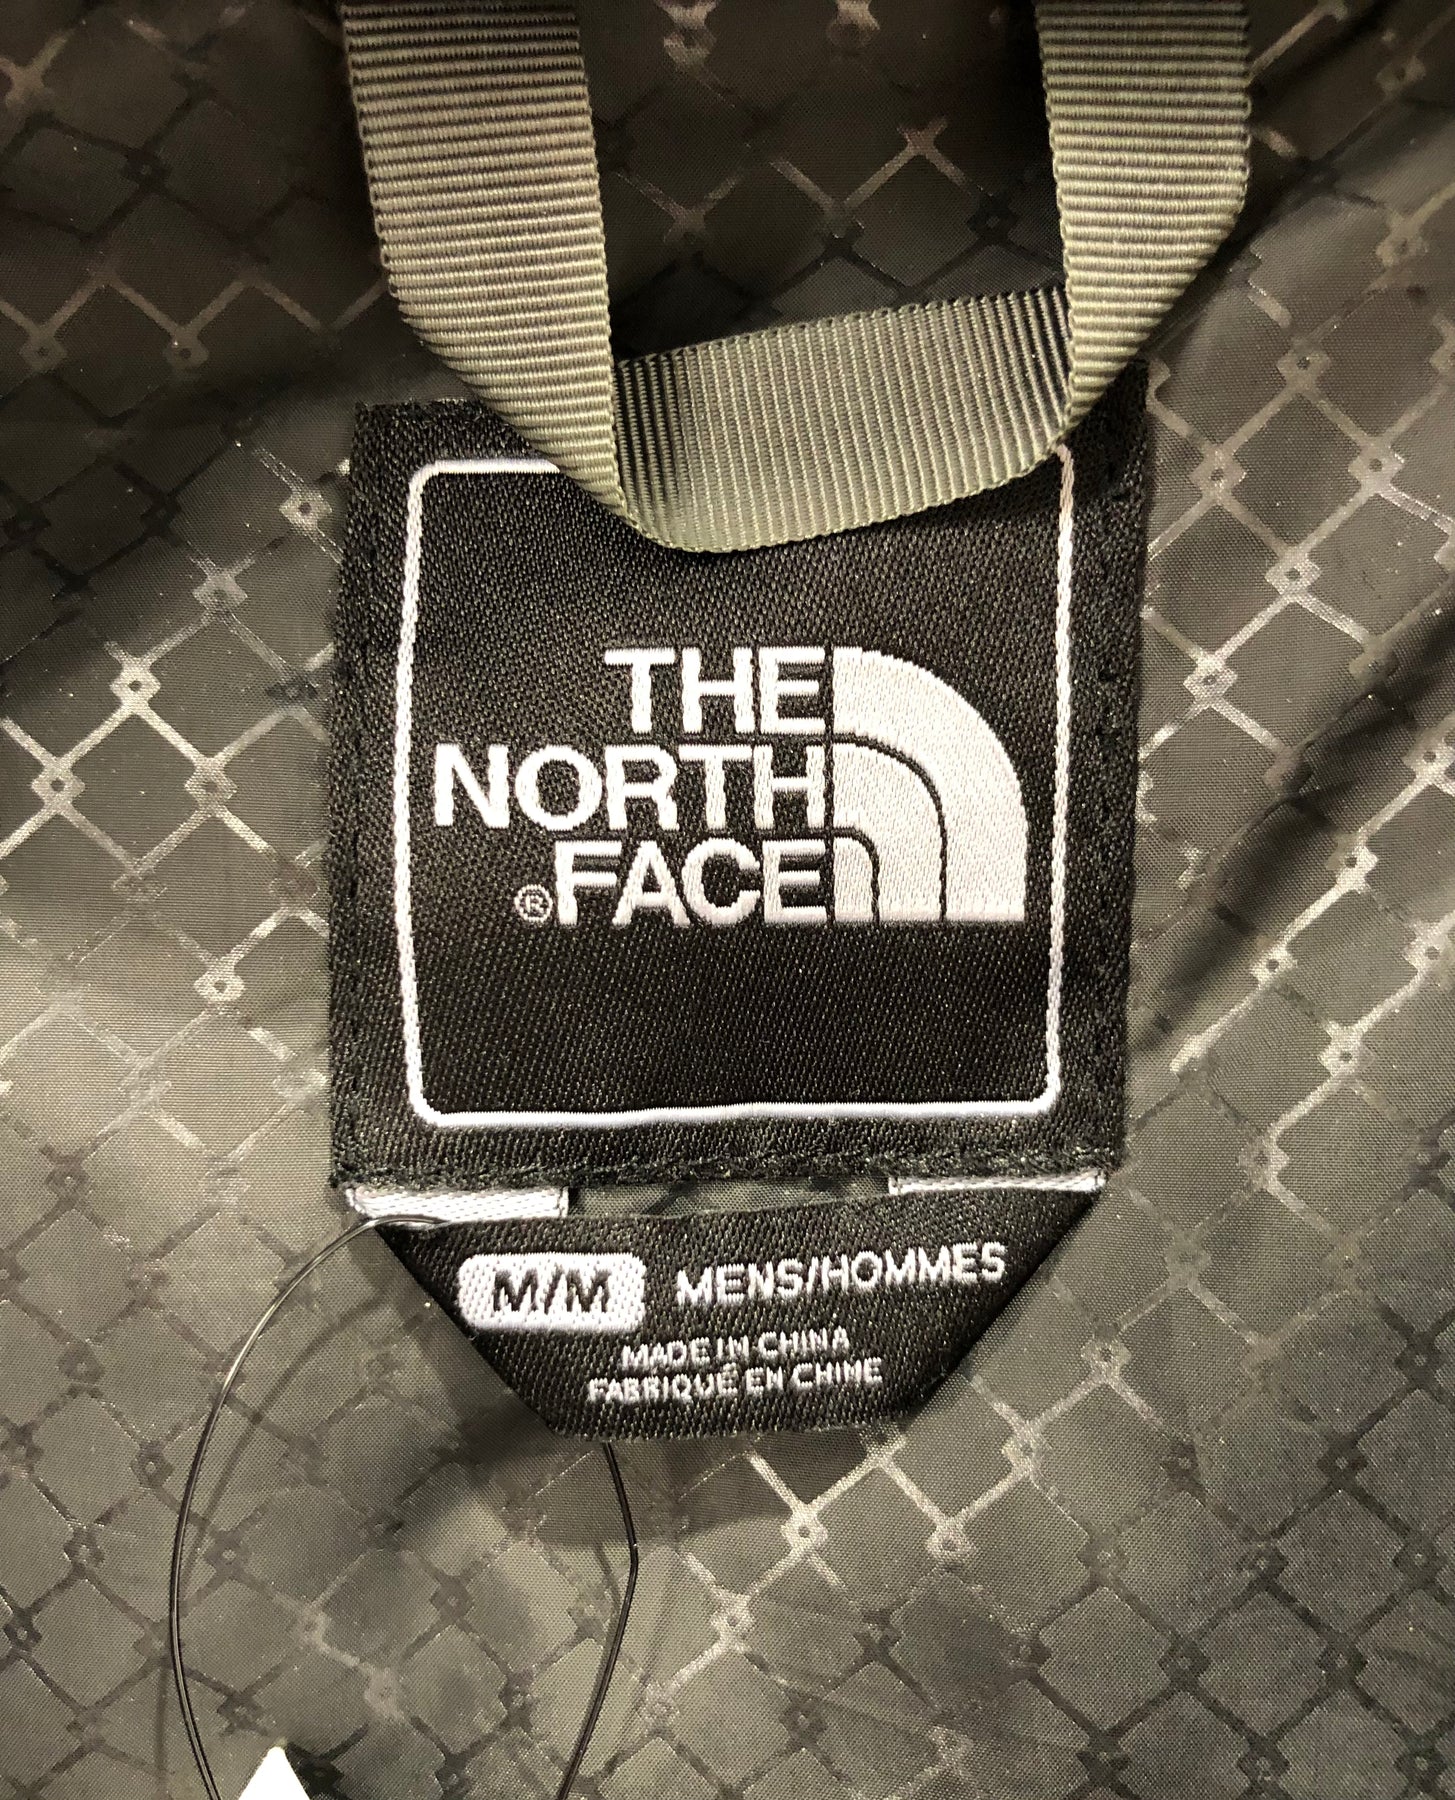 THE
NORTH
®FACE
M/M MENS/HOMMES
MADE IN CHINA
FABRIQUÉ EN CHINE